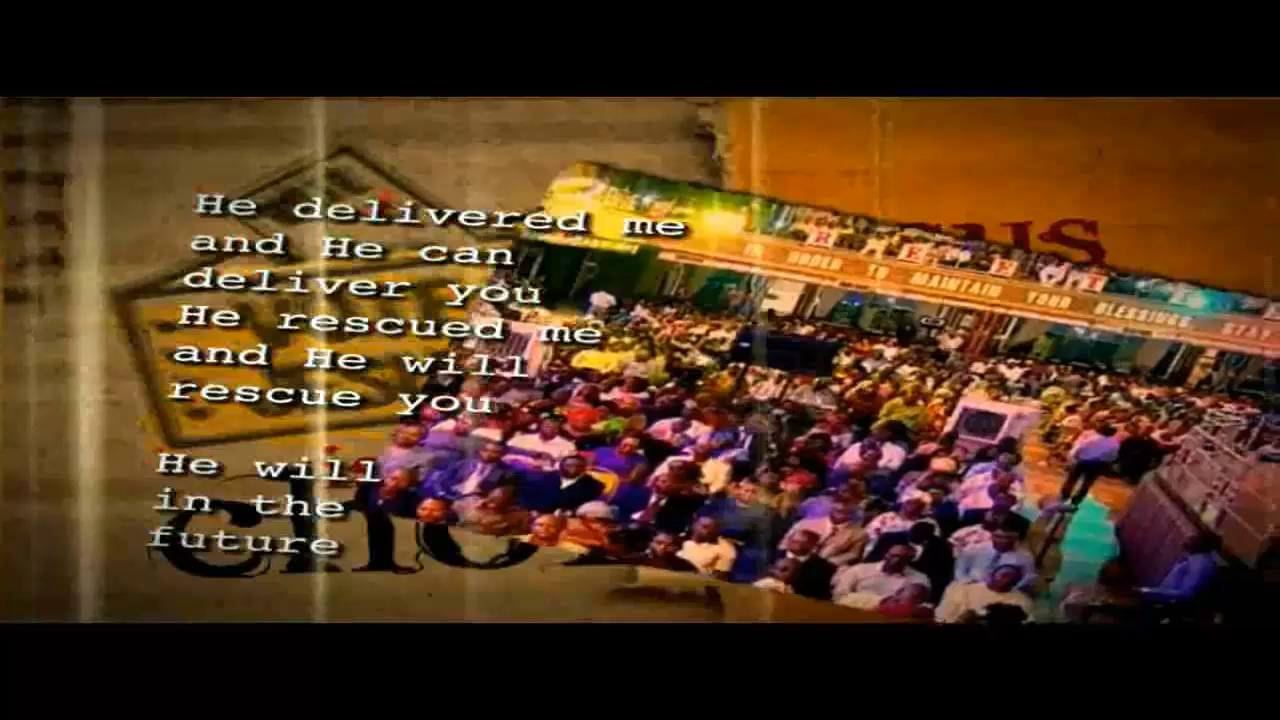 He delivered me
and He can
deliver you
He rescued me
and He will
rescue you
He will
in the
future
IN ORDER TO MAINTAIN YOUR BLESSINGS